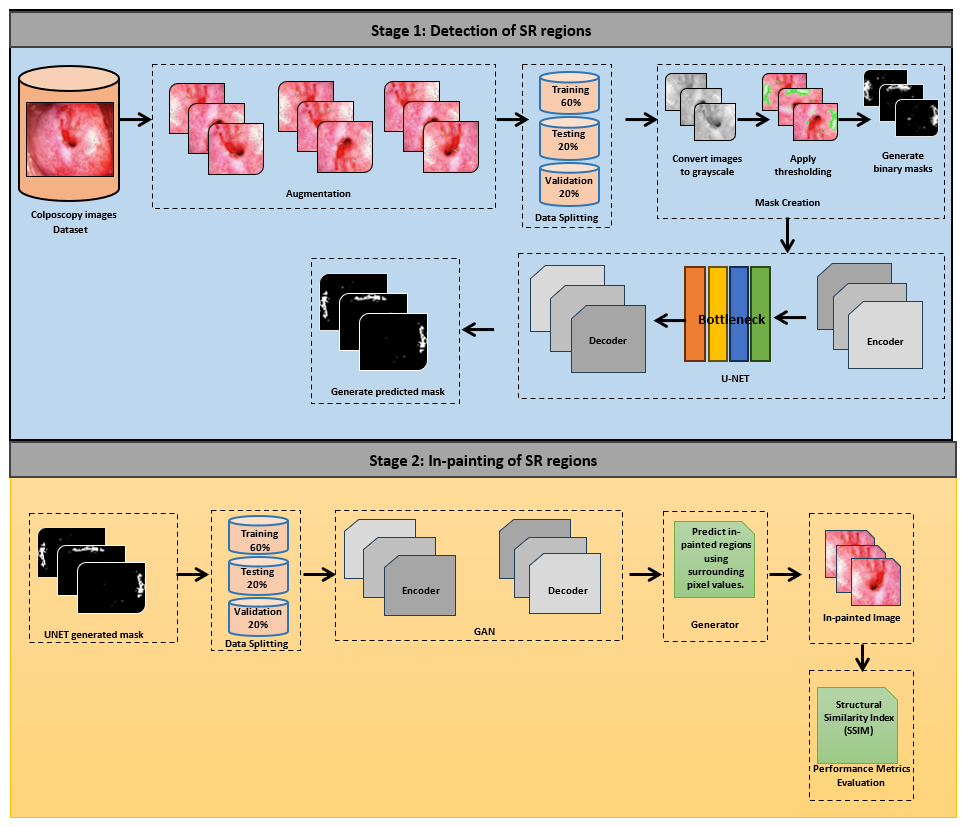 Stage 1: Detection of SR regions
Colposcopy images
Dataset
Augmentation
Training
60%
Testing
20%
Validation
20%
Data Splitting
Convert images
to grayscale
Apply
thresholding
Generate
binary masks
Mask Creation
Encoder
Bottleneck
Decoder
U-NET
Generate predicted mask
Stage 2: In-painting of SR regions
UNET generated mask
Training
60%
Testing
20%
Validation
20%
Data Splitting
Encoder
Decoder
GAN
Predict in-
painted regions
using
surrounding
pixel values.
Generator
In-painted Image
Structural
Similarity Index
(SSIM)
Performance Metrics
Evaluation